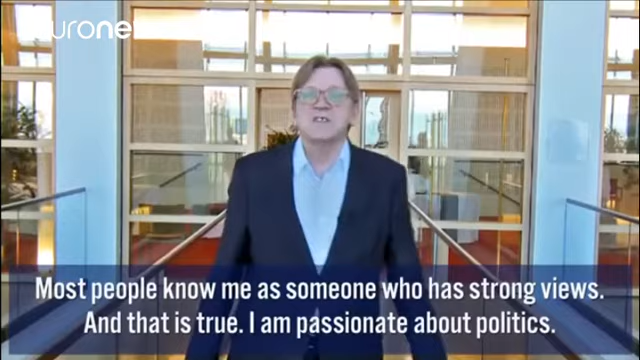 euronews
Most people know me as someone who has strong views.
And that is true. I am passionate about politics.